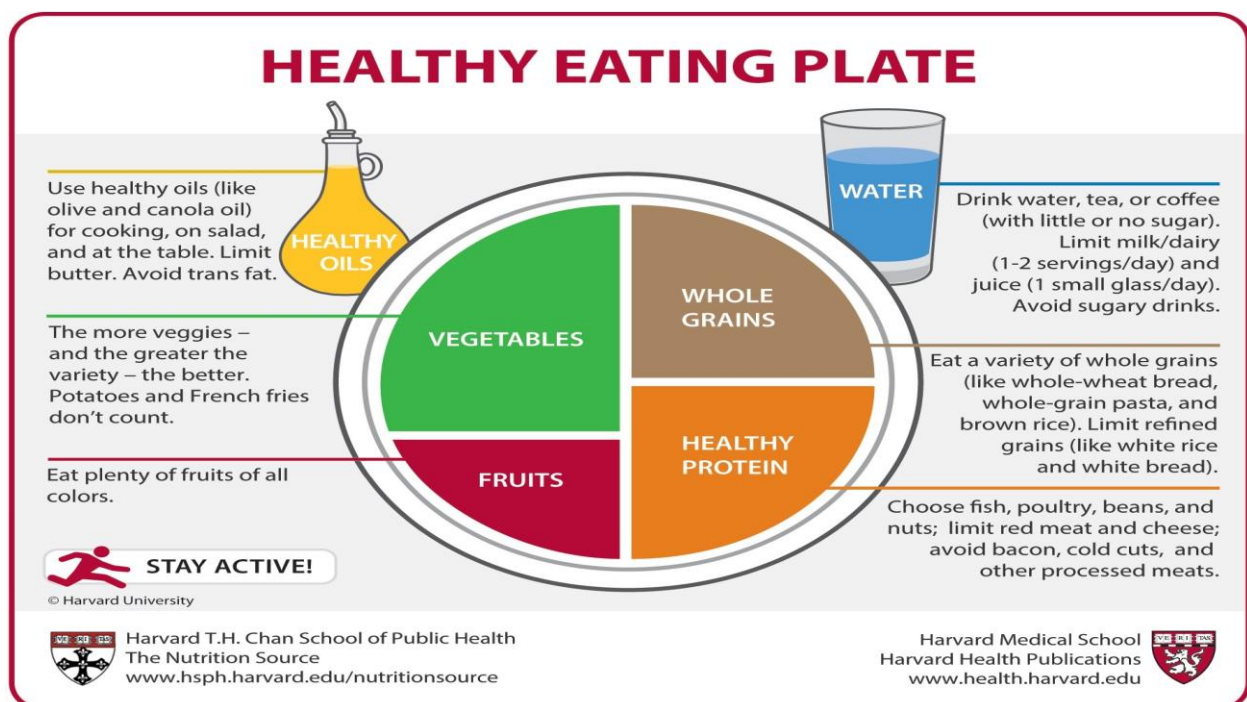 HEALTHY EATING PLATE
Use healthy oils (like
olive and canola oil)
for cooking, on salad,
and at the table. Limit
butter. Avoid trans fat.
HEALTHY
OILS
The more veggies –
and the greater the
variety – the better.
Potatoes and French fries
don't count.
Eat plenty of fruits of all
colors.
VEGETABLES
FRUITS
WHOLE
GRAINS
HEALTHY
PROTEIN
WATER
Drink water, tea, or coffee
(with little or no sugar).
Limit milk/dairy
(1-2 servings/day) and
juice (1 small glass/day).
Avoid sugary drinks.
Eat a variety of whole grains
(like whole-wheat bread,
whole-grain pasta, and
brown rice). Limit refined
grains (like white rice
and white bread).
Choose fish, poultry, beans, and
nuts; limit red meat and cheese;
avoid bacon, cold cuts, and
other processed meats.
STAY ACTIVE!
© Harvard University
VE RI TAS
Harvard T.H. Chan School of Public Health
The Nutrition Source
www.hsph.harvard.edu/nutritionsource
Harvard Medical School
Harvard Health Publications
www.health.harvard.edu
VE RI TAS